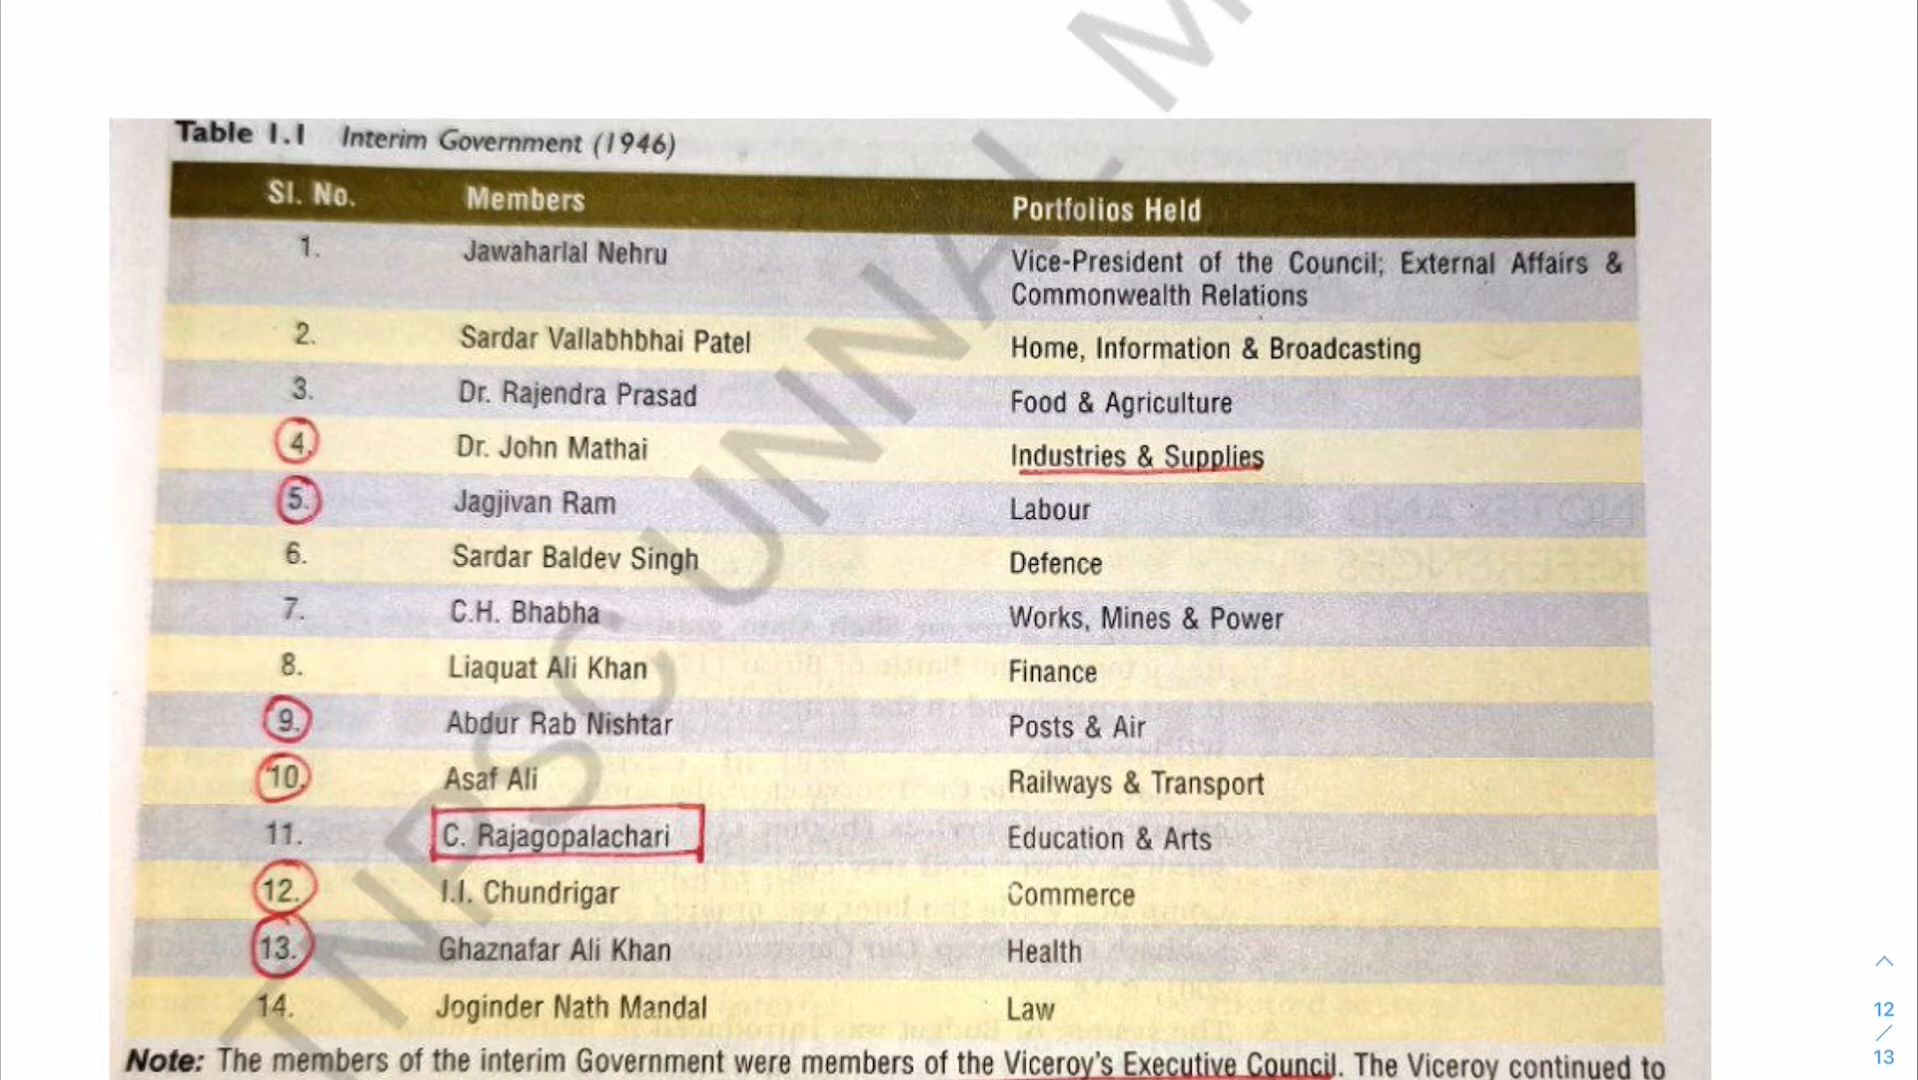 Table 1.1 Interim Government (1946)
Sl. No. Members Portfolios Held
1. Jawaharlal Nehru Vice-President of the Council; External Affairs &
Commonwealth Relations
2. Sardar Vallabhbhai Patel Home, Information & Broadcasting
3. Dr. Rajendra Prasad Food & Agriculture
4. Dr. John Mathai Industries & Supplies
5. Jagjivan Ram Labour
6. Sardar Baldev Singh Defence
7. C.H. Bhabha Works, Mines & Power
8. Liaquat Ali Khan Finance
9. Abdur Rab Nishtar Posts & Air
10. Asaf Ali Railways & Transport
11. C. Rajagopalachari Education & Arts
12. I.I. Chundrigar Commerce
13. Ghaznafar Ali Khan Health
14. Joginder Nath Mandal Law
Note: The members of the interim Government were members of the Viceroy's Executive Council. The Viceroy continued to
TNPSC UNNAL M
12
/
13